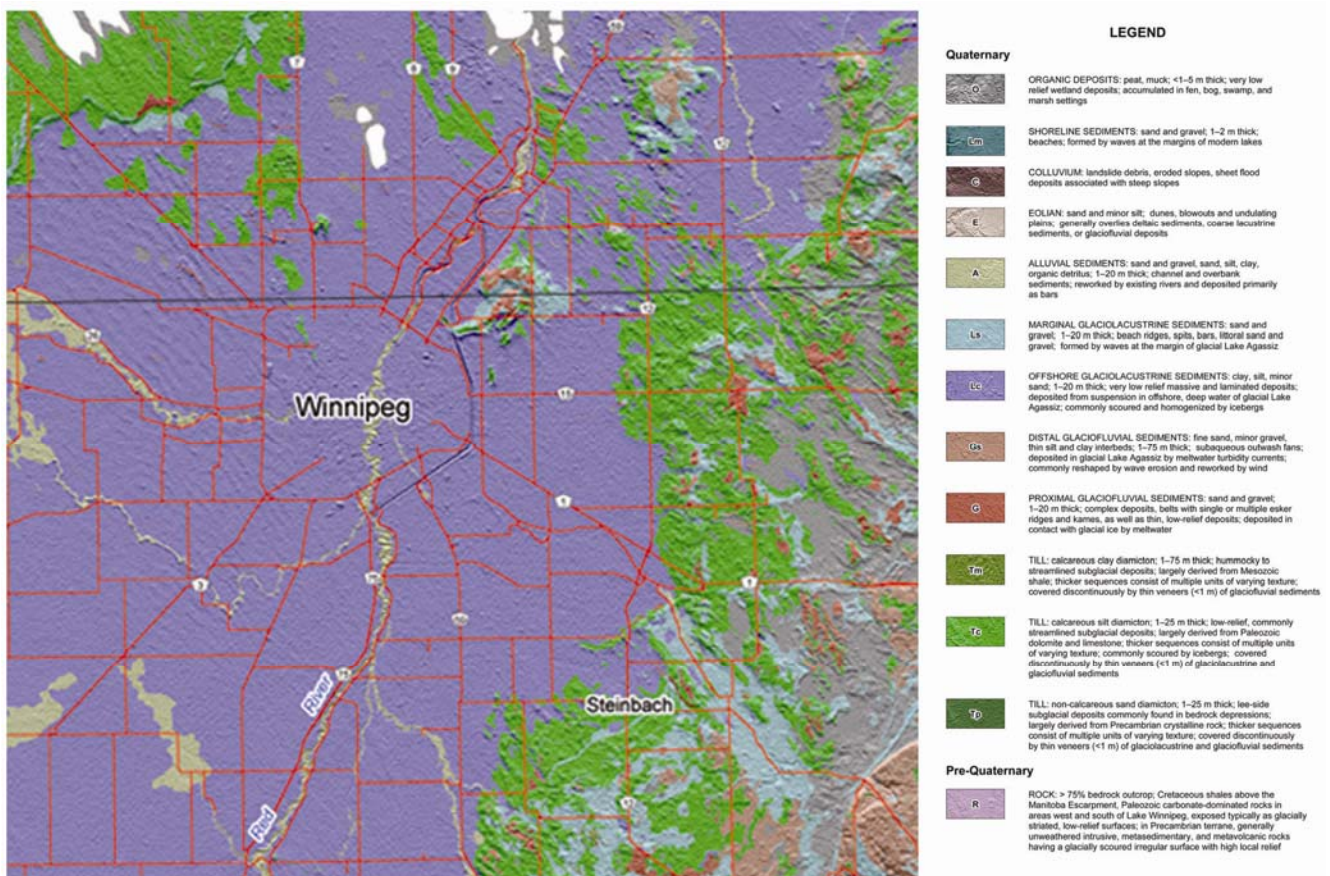 LEGEND
Quaternary
O
ORGANIC DEPOSITS: peat, muck; <1–5 m thick; very low
relief wetland deposits; accumulated in fen, bog, swamp, and
marsh settings
Lm
SHORELINE SEDIMENTS: sand and gravel; 1–2 m thick;
beaches; formed by waves at the margins of modern lakes
C
COLLUVIUM: landslide debris, eroded slopes, sheet flood
deposits associated with steep slopes
E
EOLIAN: sand and minor silt; dunes, blowouts and undulating
pleins; generally overlies deltaic sediments, coarse lacustrine
sediments, or glaciofluvial deposits
A
ALLUVIAL SEDIMENTS: sand and gravel, sand, silt, clay,
organic detritus; 1–20 m thick; channel and overbank
sediments; reworked by existing rivers and deposited primarily
as bars
Ls
MARGINAL GLACIOLACUSTRINE SEDIMENTS: sand and
gravel; 1–20 m thick; beach ridges, spits, bars, littoral sand and
gravel; formed by waves at the margin of glacial Lake Agassiz
Lc
OFFSHORE GLACIOLACUSTRINE SEDIMENTS: clay, silt, minor
sand; 1–20 m thick; very low relief massive and laminated deposits;
deposited from suspension in offshore, deep water of glacial Lake
Agassiz; commonly scoured and homogenized by icebergs
Gs
DISTAL GLACIOFLUVIAL SEDIMENTS: fine sand, minor gravel,
thin silt and clay interbeds; 1–75 m thick; subaqueous outwash fans;
deposited in glacial Lake Agassiz by meltwater turbidity currents;
commonly reshaped by wave erosion and reworked by wind
G
PROXIMAL GLACIOFLUVIAL SEDIMENTS: sand and gravel;
1–20 m thick; complex deposits, belts with single or multiple esker
ridges and kames, as well as thin, low-relief deposits; deposited in
contact with glacial ice by meltwater
Tm
TILL: calcareous clay diamicton; 1–75 m thick; hummocky to
streamlined subglacial deposits; largely derived from Mesozoic
shale; thicker sequences consist of multiple units of varying texture;
covered discontinuously by thin veneers (<1 m) of glaciofluvial sediments
Tc
TILL: calcareous silt diamicton; 1–25 m thick; low-relief, commonly
streamlined subglacial deposits; largely derived from Paleozoic
dolomite and limestone; thicker sequences consist of multiple units
of varying texture; commonly scoured by icebergs; covered
discontinuously by thin veneers (<1 m) of glaciolacustrine and
glaciofluvial sediments
Tp
TILL: non-calcareous sand diamicton; 1–25 m thick; lee-side
subglacial deposits commonly found in bedrock depressions;
largely derived from Precambrian crystalline rock; thicker sequences
consist of multiple units of varying texture; covered discontinuously
by thin veneers (<1 m) of glaciolacustrine and glaciofluvial sediments
Pre-Quaternary
R
ROCK: > 75% bedrock outcrop; Cretaceous shales above the
Manitoba Escarpment, Paleozoic carbonate-dominated rocks in
areas west and south of Lake Winnipeg, exposed typically as glacially
striated, low-relief surfaces; in Precambrian terrane, generally
unweathered intrusive, metasedimentary, and metavolcanic rocks
having a glacially scoured irregular surface with high local relief
7
8
9
12
26
Winnipeg
15
3
75
1
75
River
Steinbach
Red